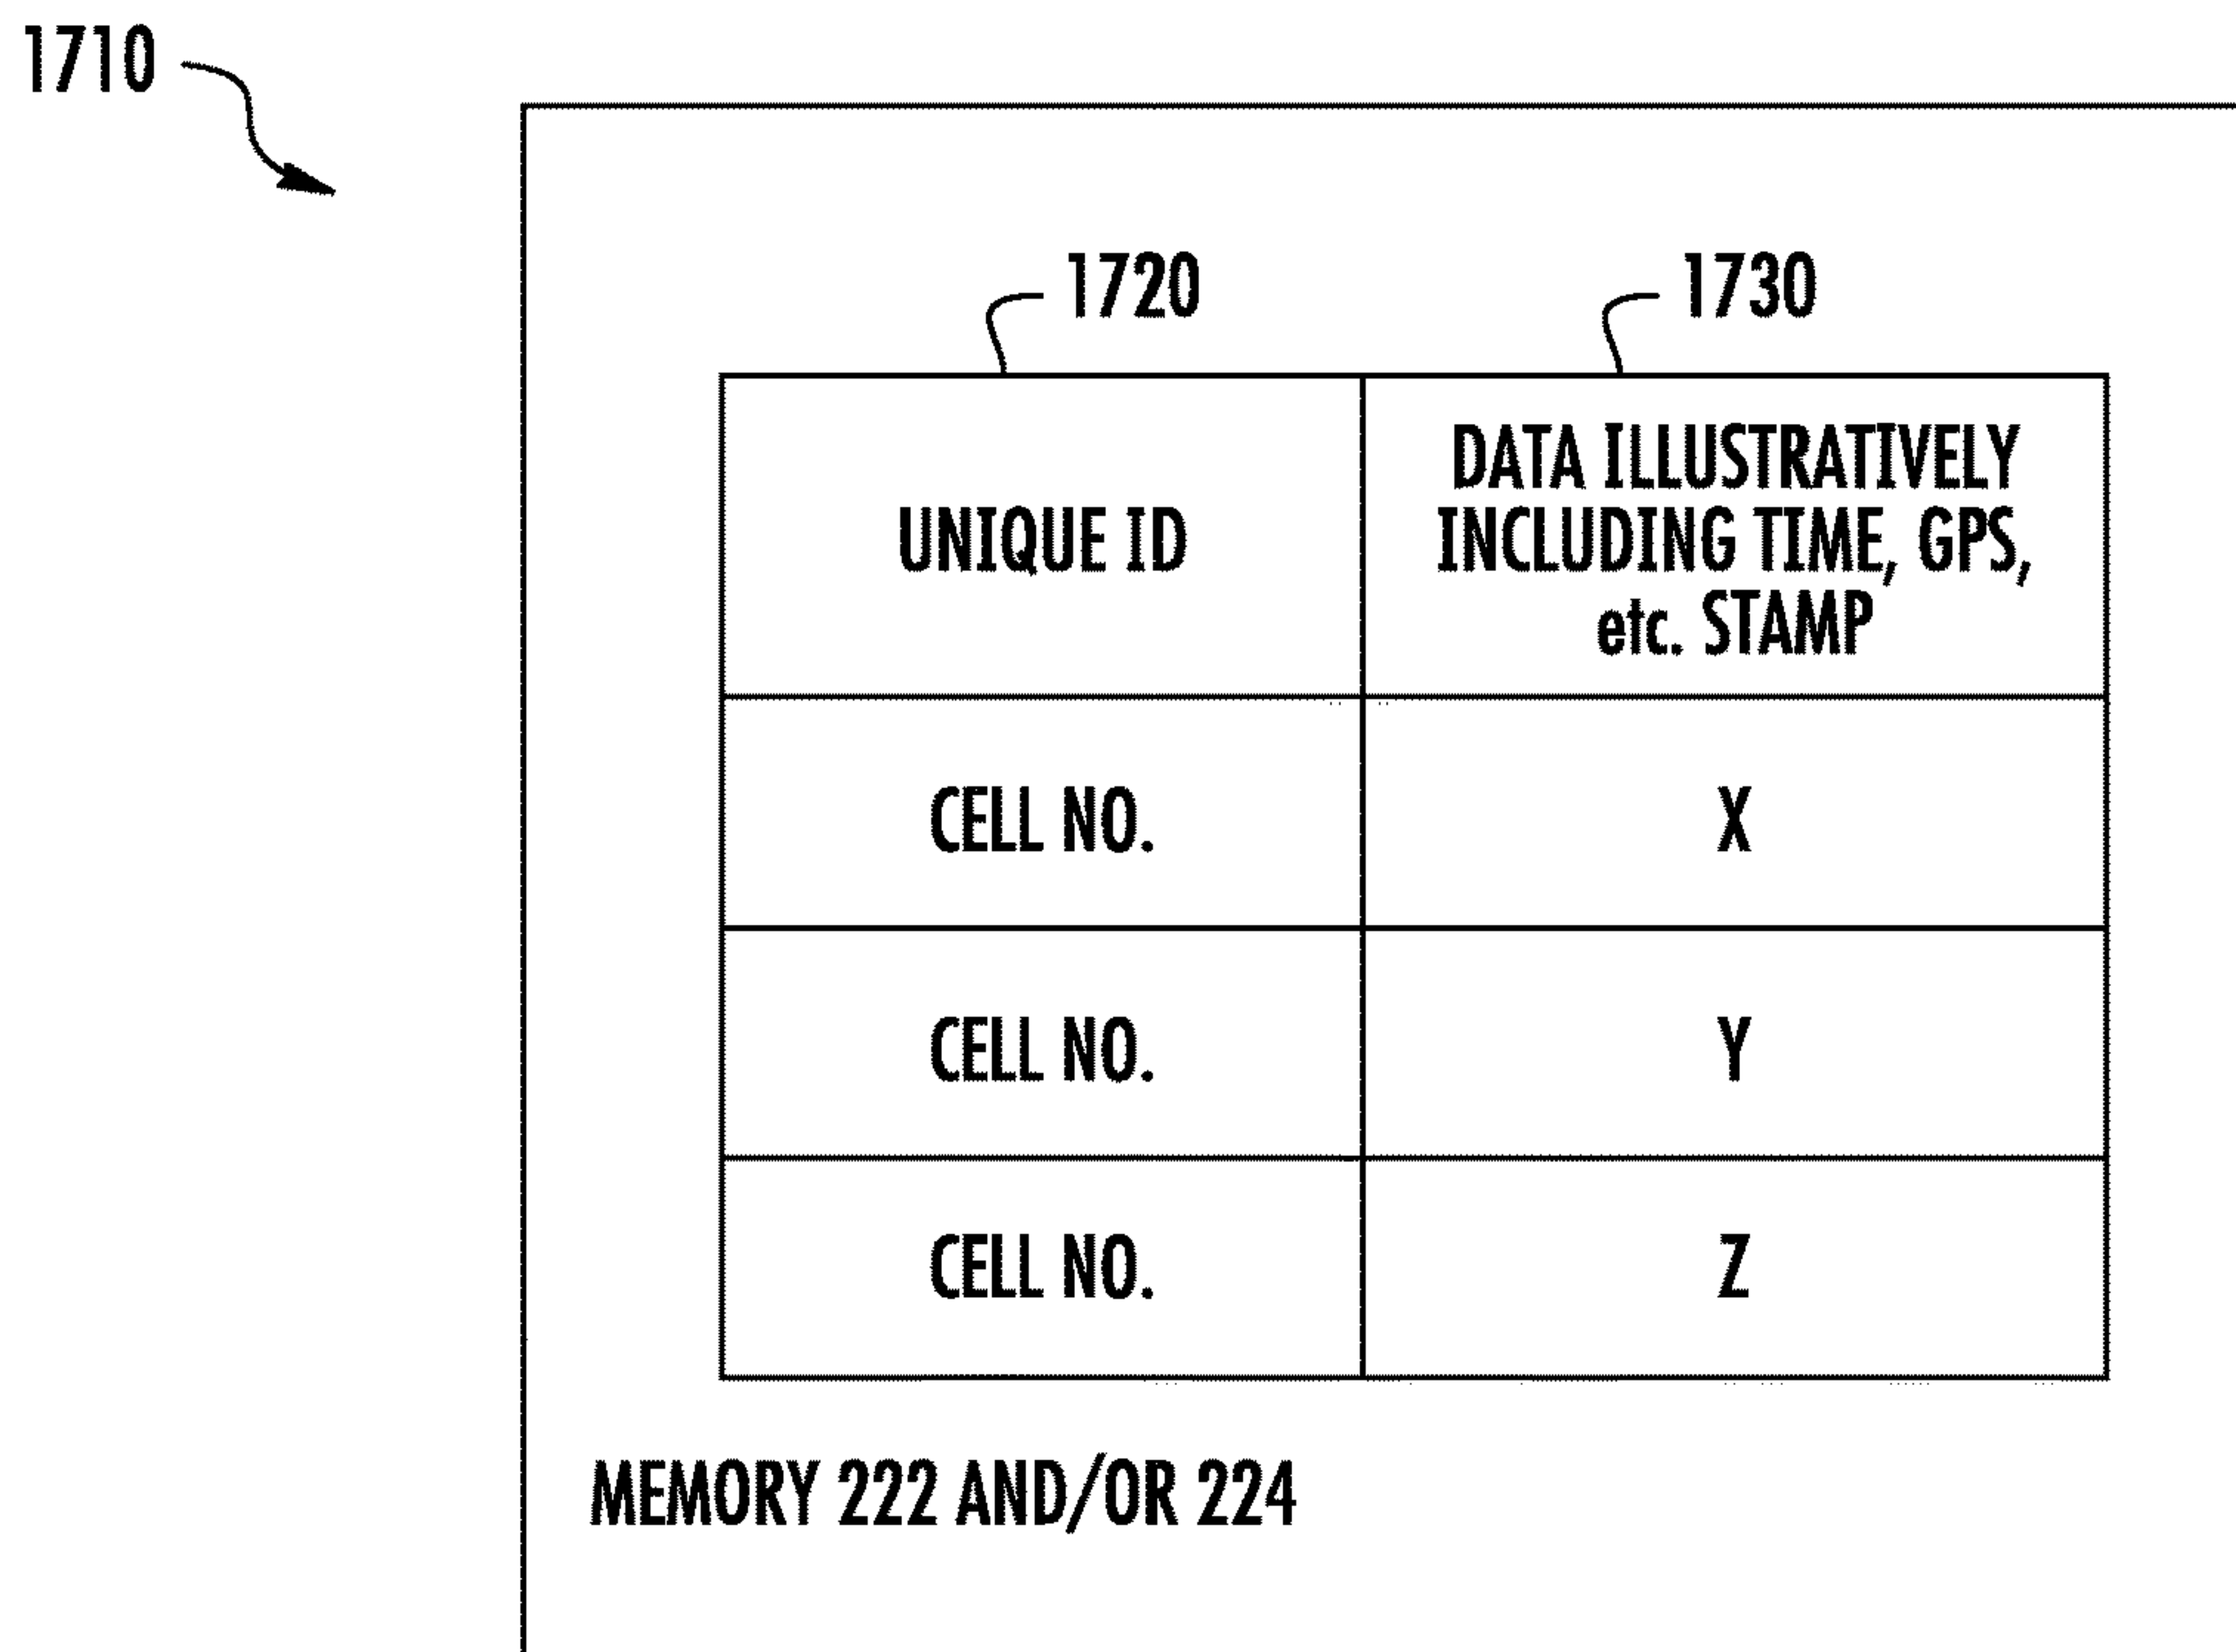 1710
1720
1730
UNIQUE ID
DATA ILLUSTRATIVELY
INCLUDING TIME, GPS,
etc. STAMP
CELL NO.
X
CELL NO.
Y
CELL NO.
Z
MEMORY 222 AND/OR 224